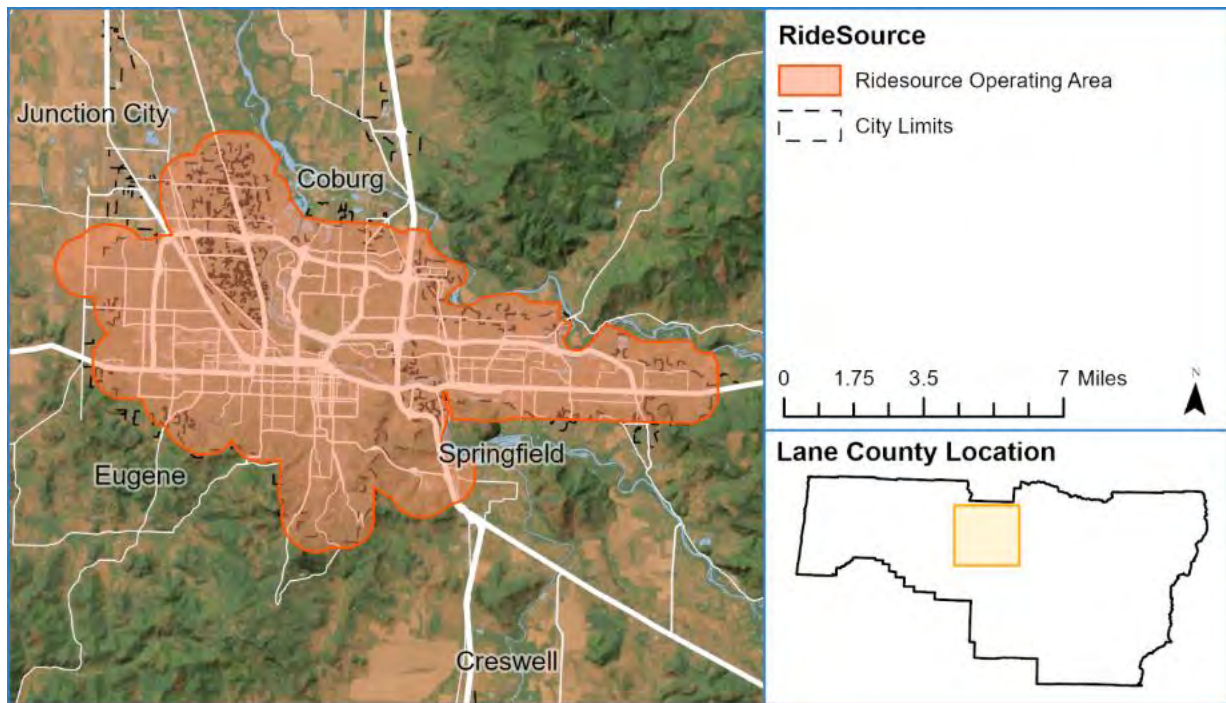 Junction City
Coburg
Eugene
Springfield
Creswell
RideSource
Ridesource Operating Area
City Limits
0 1.75 3.5 7 Miles
N
Lane County Location